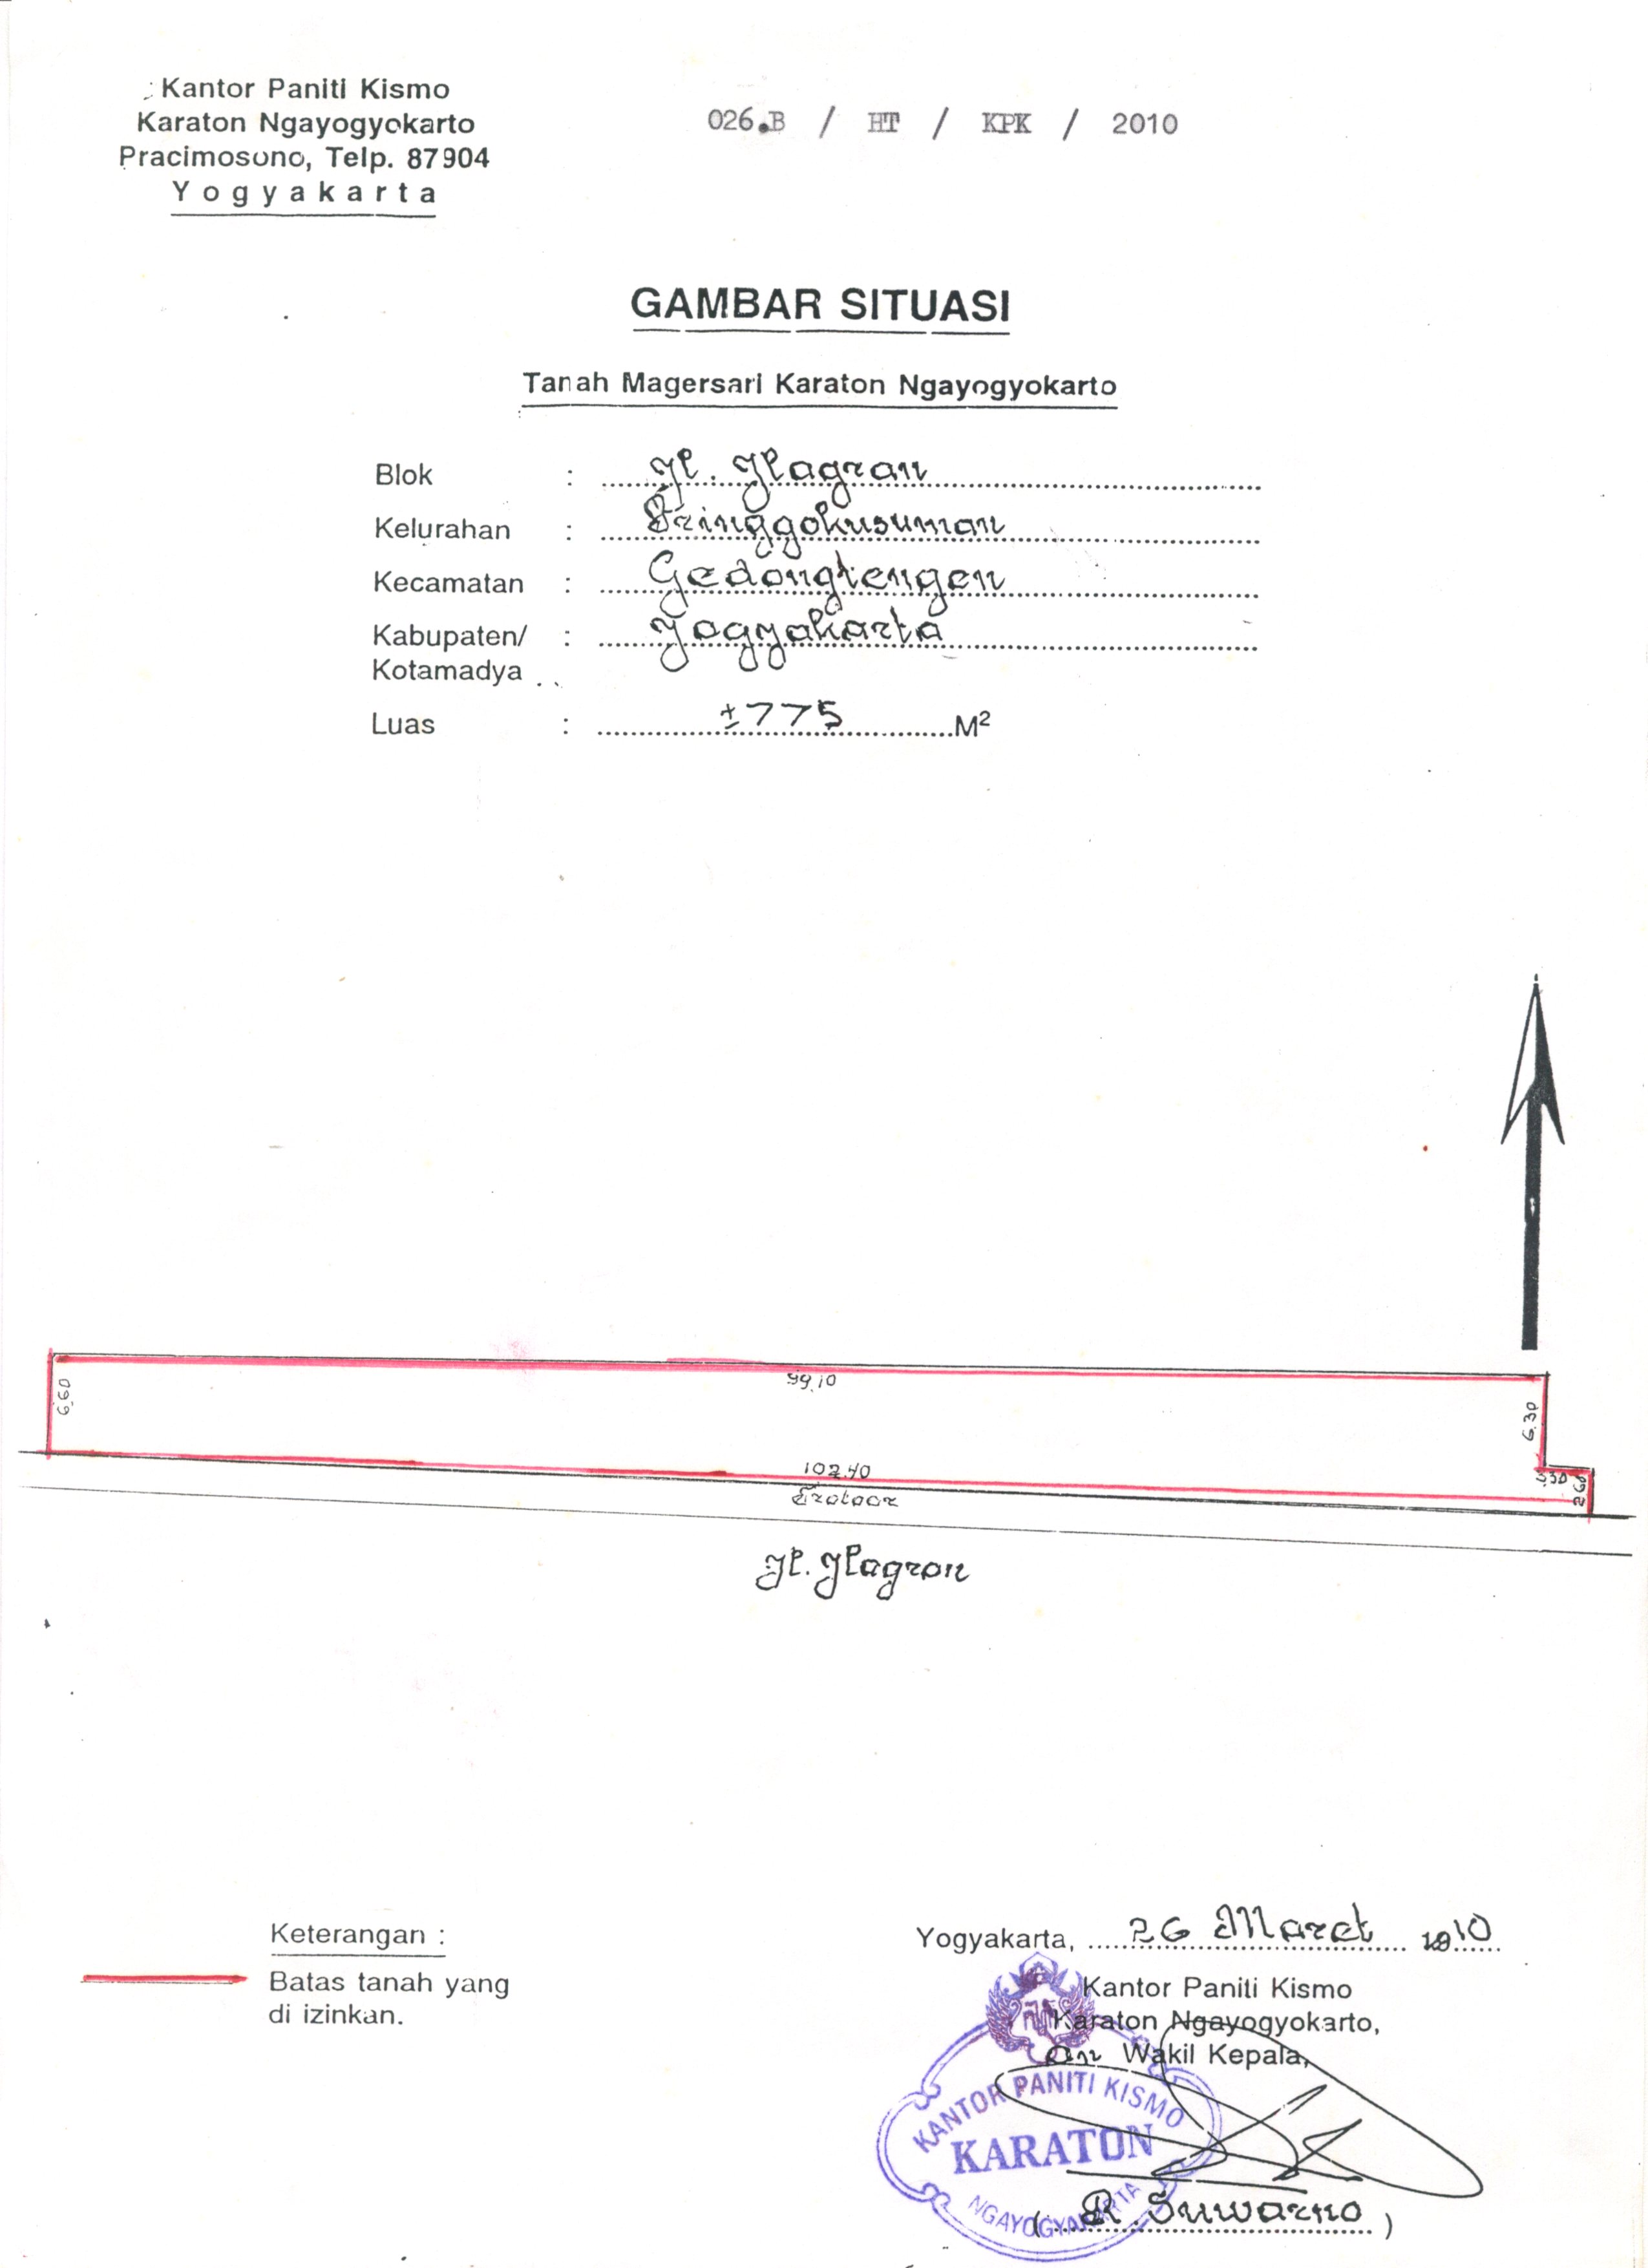 Kantor Paniti Kismo
Karaton Ngayogyokarto
Pracimosono, Telp. 87904
Yogyakarta
026.B / HT / KPK / 2010
GAMBAR SITUASI
Tanah Magersari Karaton Ngayogyokarto
Blok : Jl. Jlagran
Kelurahan : Pringgokusuman
Kecamatan : Gedongtengen
Kabupaten/ : Yogyakarta
Kotamadya
Luas : ±775 M²
99,10
6,60
6,30
102,40
3,30
2,60
Trotoar
Jl. Jlagran
Keterangan :
Batas tanah yang
di izinkan.
Yogyakarta, 26 Maret 2010
Kantor Paniti Kismo
Karaton Ngayogyokarto,
An Wakil Kepala,
KANTOR PANITI KISMO
KARATON
NGAYOGYAKARTA
( R. Suwarno )